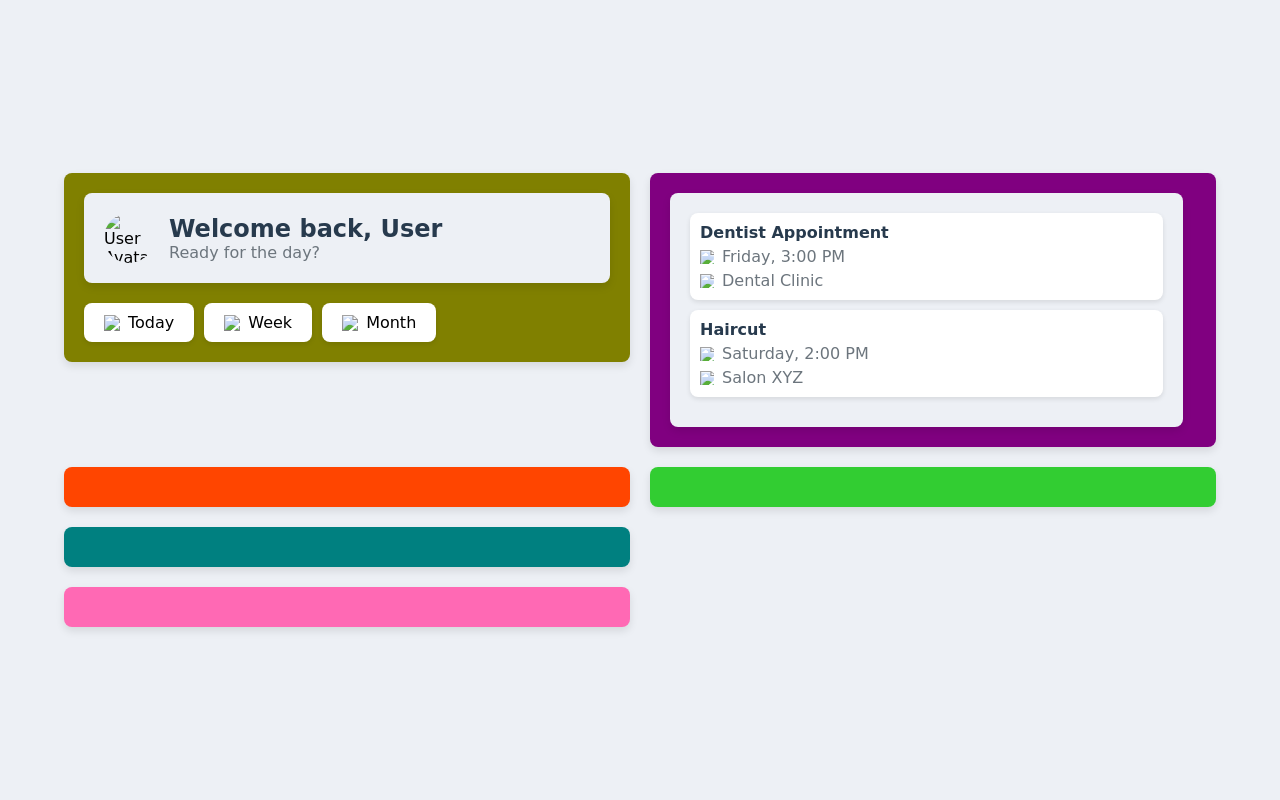 User
Welcome back, User
Ready for the day?
Today
Week
Month
Dentist Appointment
Friday, 3:00 PM
Dental Clinic
Haircut
Saturday, 2:00 PM
Salon XYZ